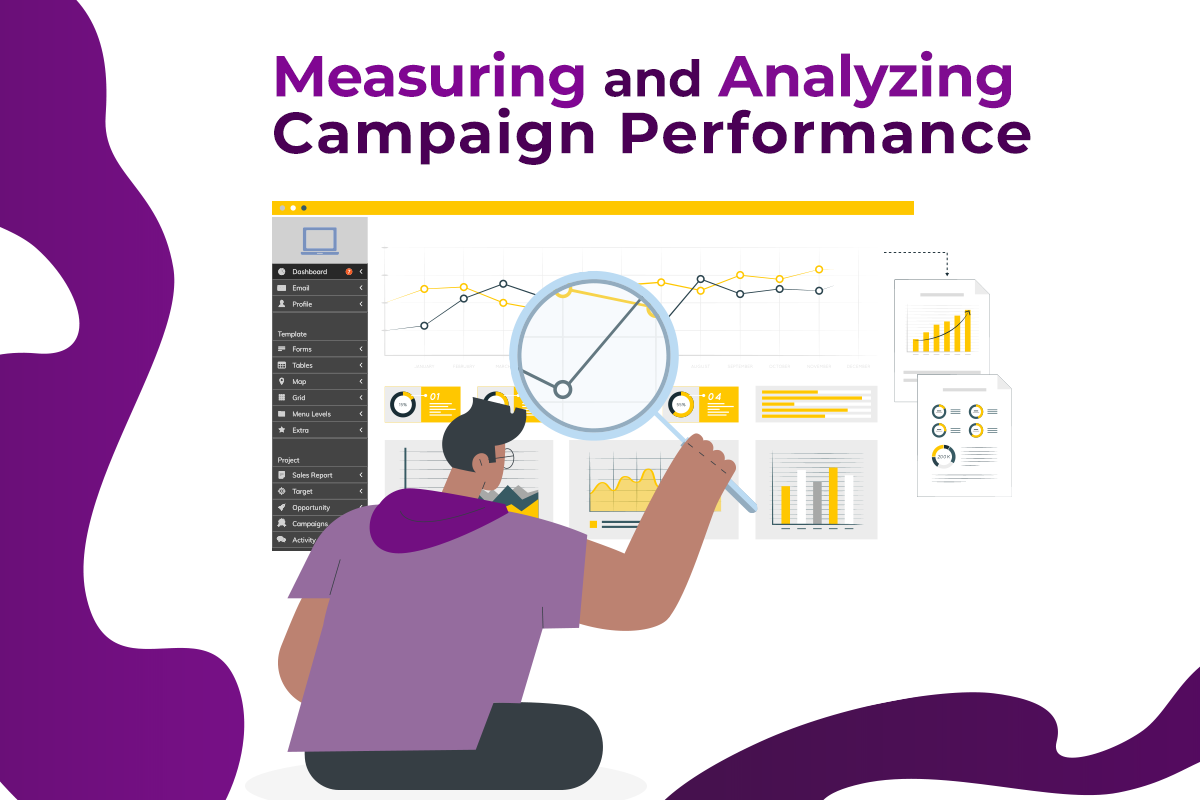 Measuring and Analyzing
Campaign Performance
Dashboard
Email
Profile
Template
Forms
Tables
Map
Grid
Menu Levels
Extra
Project
Sales Report
Target
Opportunity
Campaigns
Activity
01
04
200K